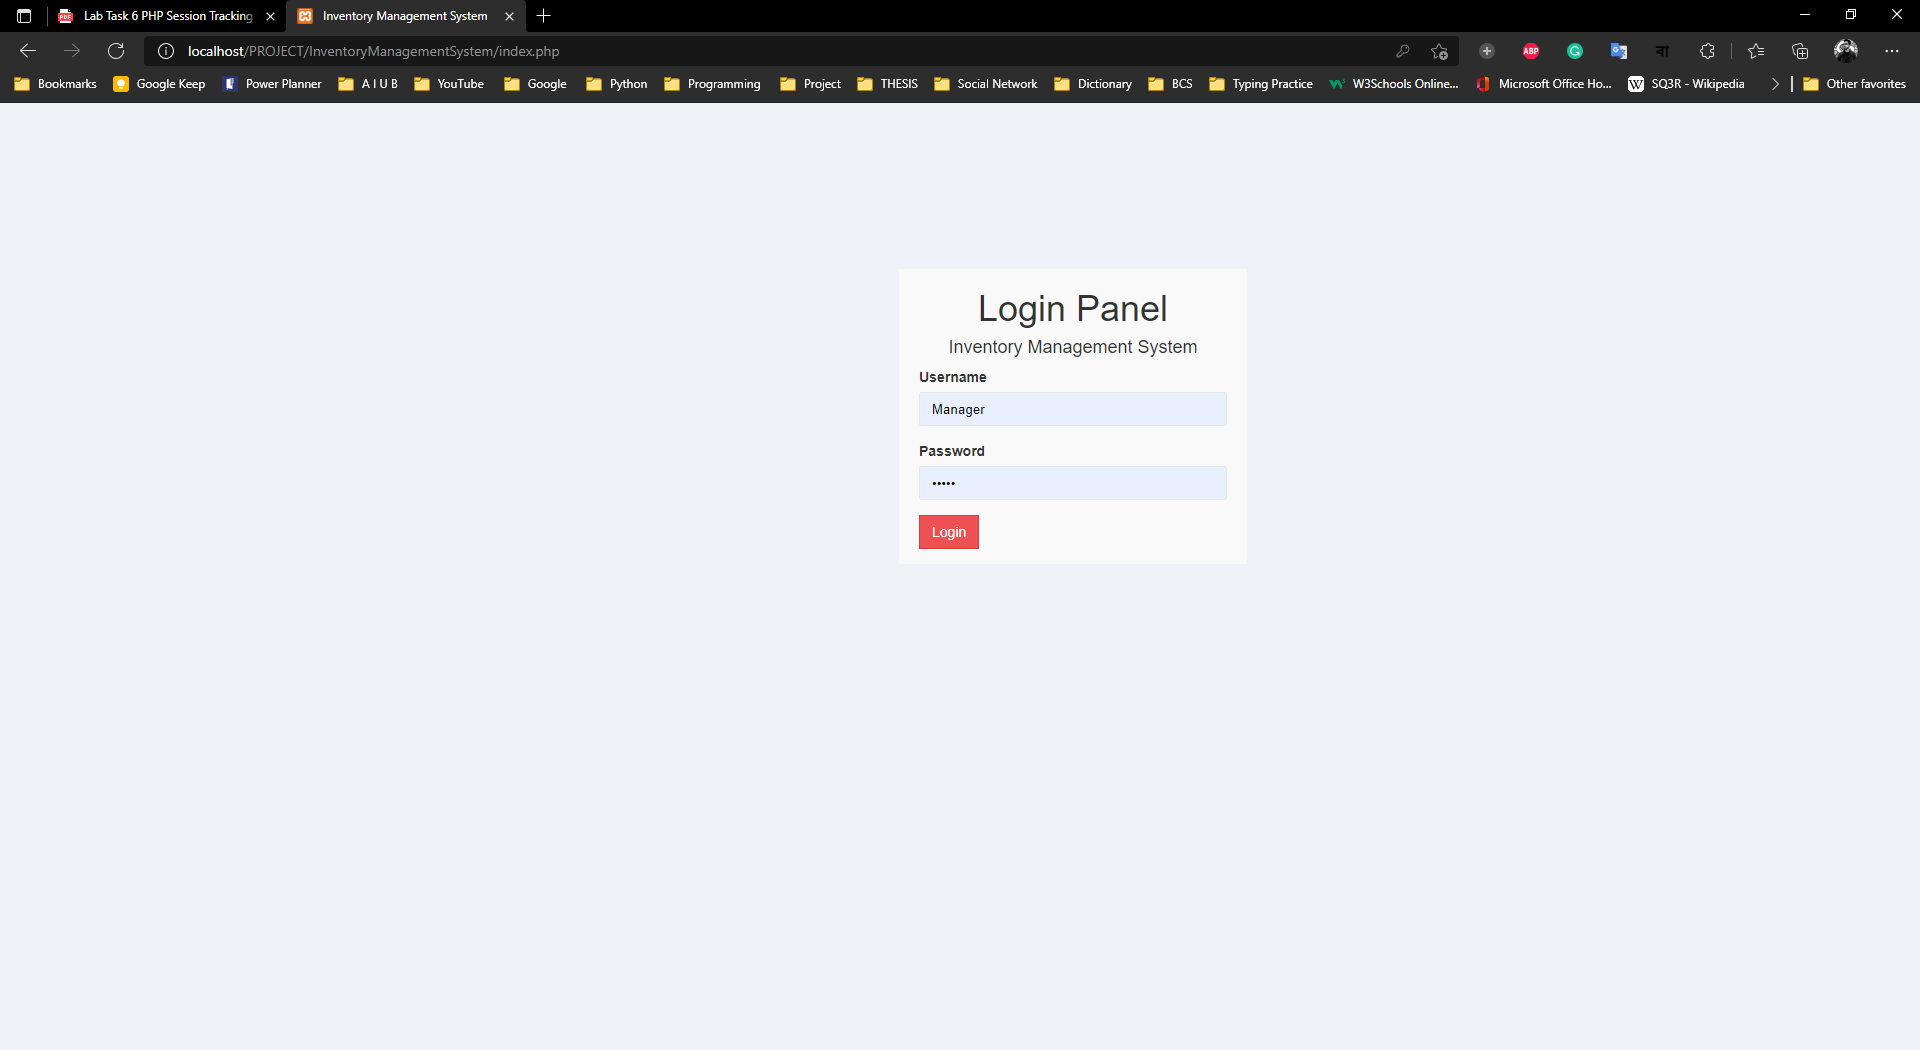 Lab Task 6 PHP Session Tracking
Inventory Management System
localhost/PROJECT/InventoryManagementSystem/index.php
ABP
বা
Bookmarks
Google Keep
Power Planner
A I U B
YouTube
Google
Python
Programming
Project
THESIS
Social Network
Dictionary
BCS
Typing Practice
W3Schools Online...
Microsoft Office Ho...
SQ3R - Wikipedia
Other favorites
Login Panel
Inventory Management System
Username
Manager
Password
•••••
Login